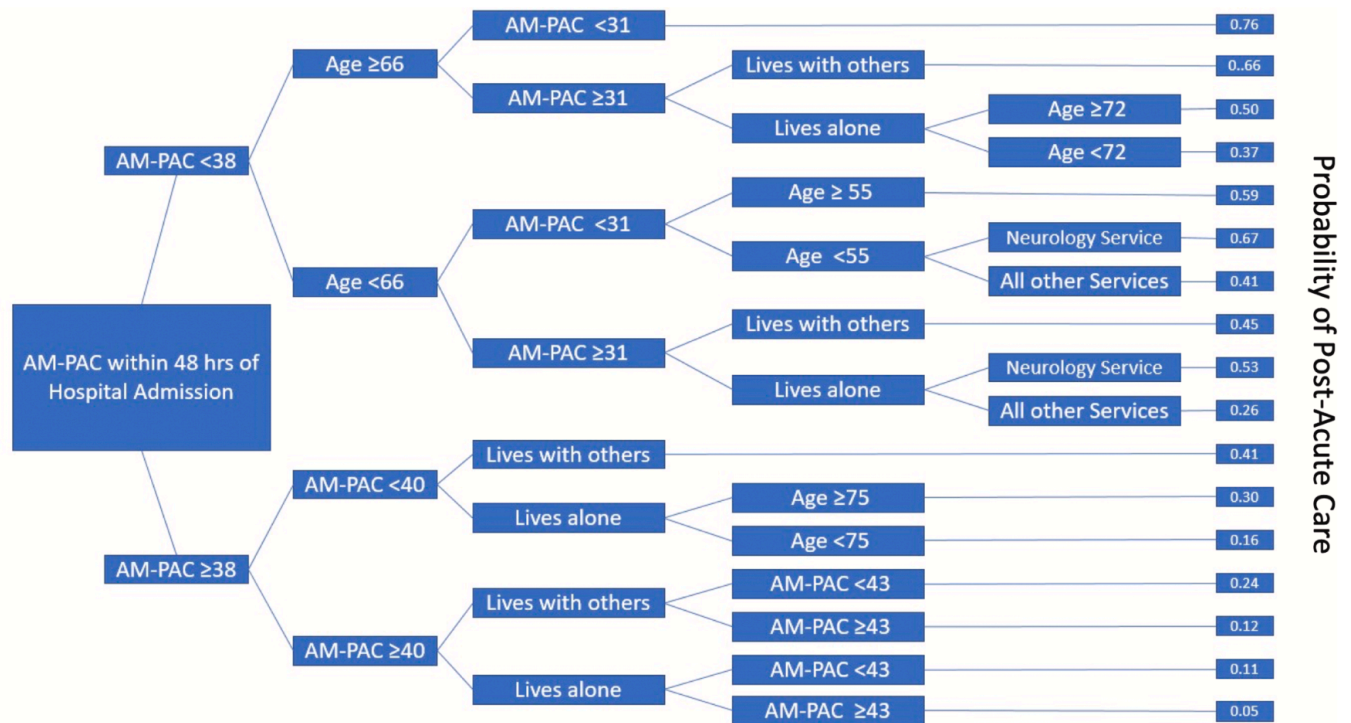 AM-PAC <31
0.76
Age ≥66
Lives with others
0..66
AM-PAC ≥31
Age ≥72
0.50
Lives alone
AM-PAC <38
Age <72
0.37
Age ≥ 55
0.59
AM-PAC <31
Neurology Service
0.67
Age <55
Age <66
All other Services
0.41
Lives with others
0.45
AM-PAC ≥31
AM-PAC within 48 hrs of
Hospital Admission
Neurology Service
0.53
Lives alone
All other Services
0.26
Lives with others
0.41
AM-PAC <40
Age ≥75
0.30
Lives alone
Age <75
0.16
AM-PAC ≥38
AM-PAC <43
0.24
Lives with others
AM-PAC ≥43
0.12
AM-PAC ≥40
AM-PAC <43
0.11
Lives alone
AM-PAC ≥43
0.05
Probability of Post-Acute Care